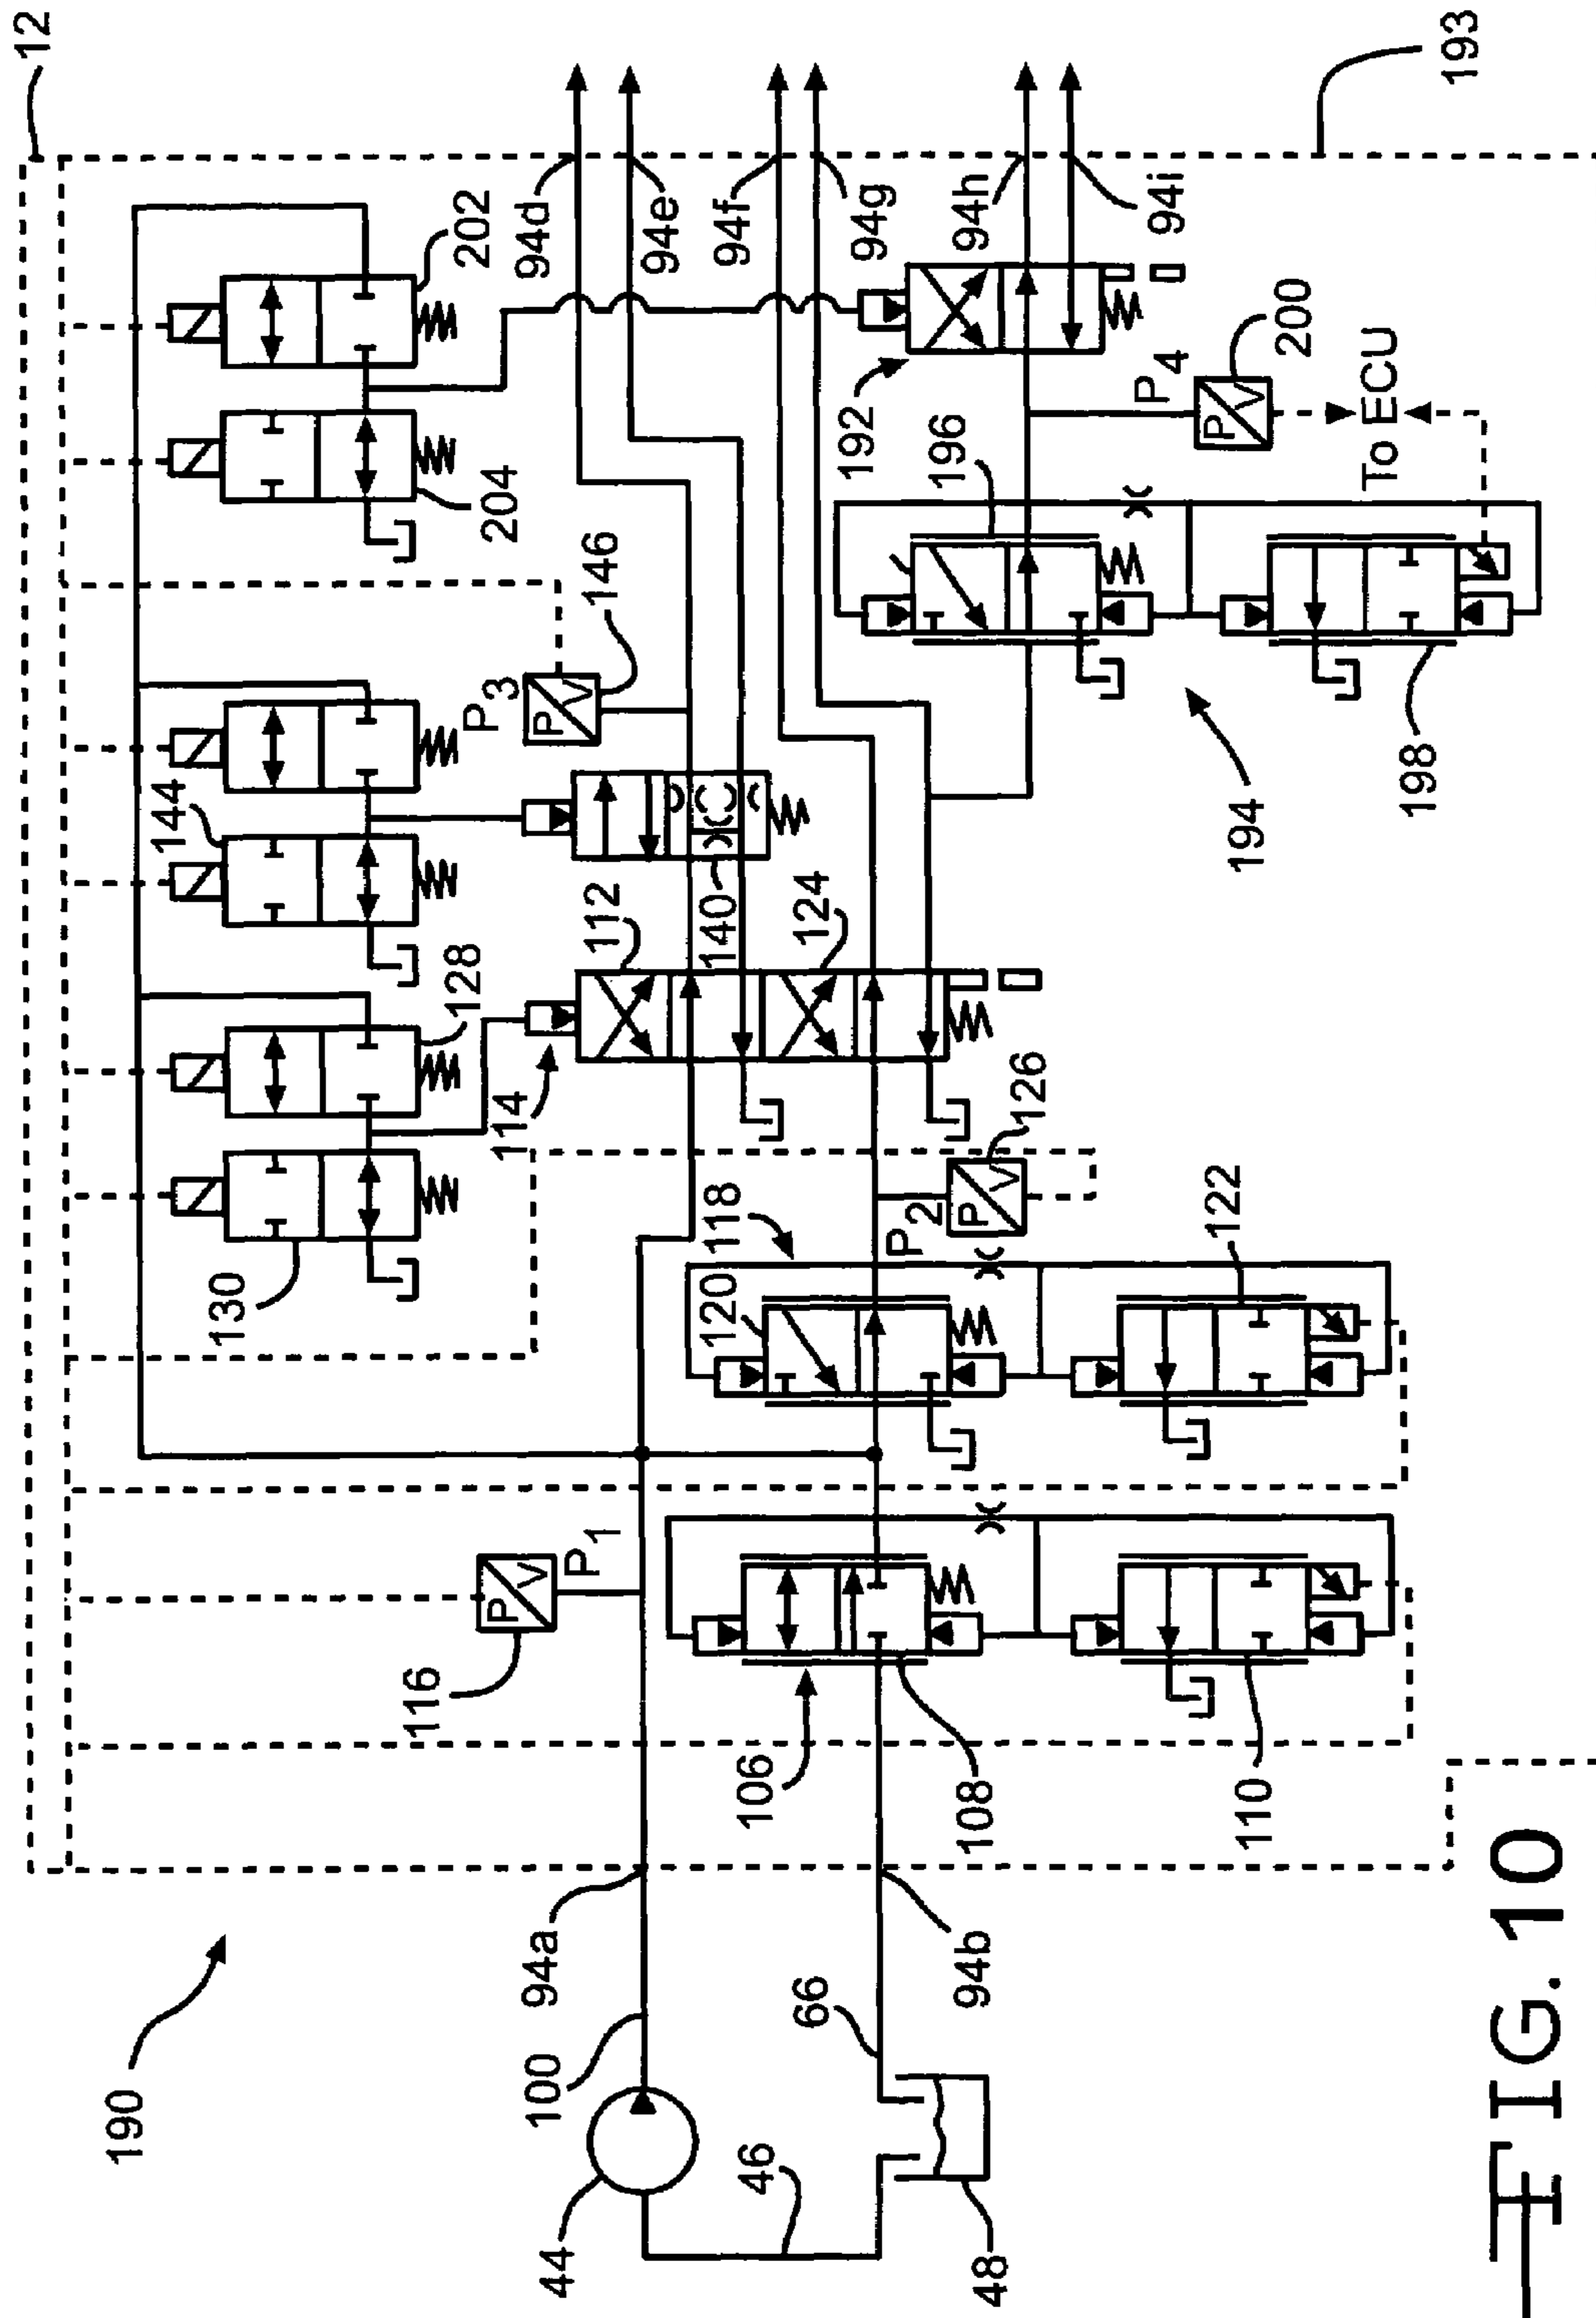 12
193
202
94d
94e
94f
94g
94h
94i
204
192
P4
P
V
200
196
To ECU
146
P3
P
V
144
194
198
128
140
112
124
114
126
P2
P
V
130
118
120
122
P1
P
V
116
106
108
110
94a
94b
190
100
66
44
46
48
FIG. 10